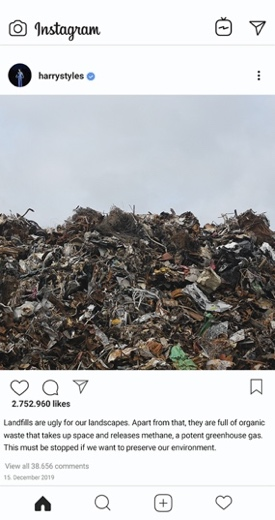 Instagram
harrystyles
2.752.960 likes
Landfills are ugly for our landscapes. Apart from that, they are full of organic
waste that takes up space and releases methane, a potent greenhouse gas.
This must be stopped if we want to preserve our environment.
View all 38.656 comments
15. December 2019